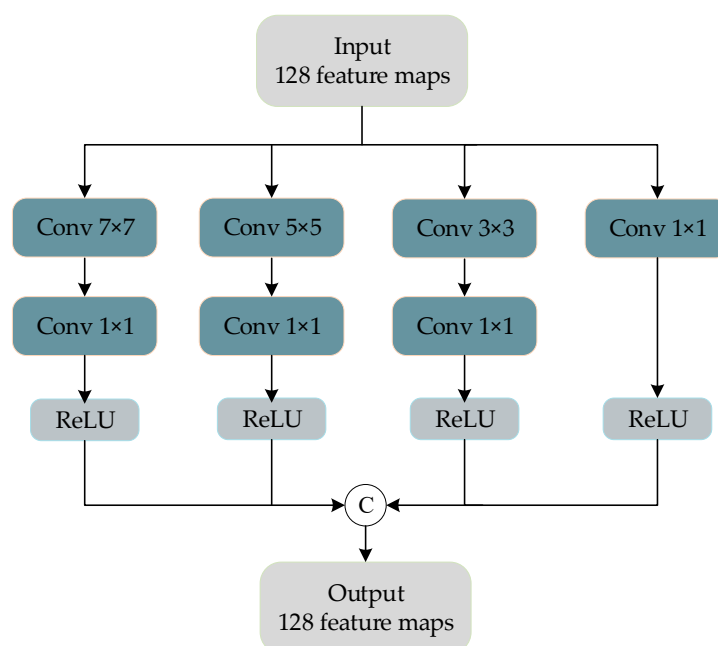 Input
128 feature maps
Conv 7×7
Conv 5×5
Conv 3×3
Conv 1×1
Conv 1×1
Conv 1×1
Conv 1×1
ReLU
ReLU
ReLU
ReLU
C
Output
128 feature maps